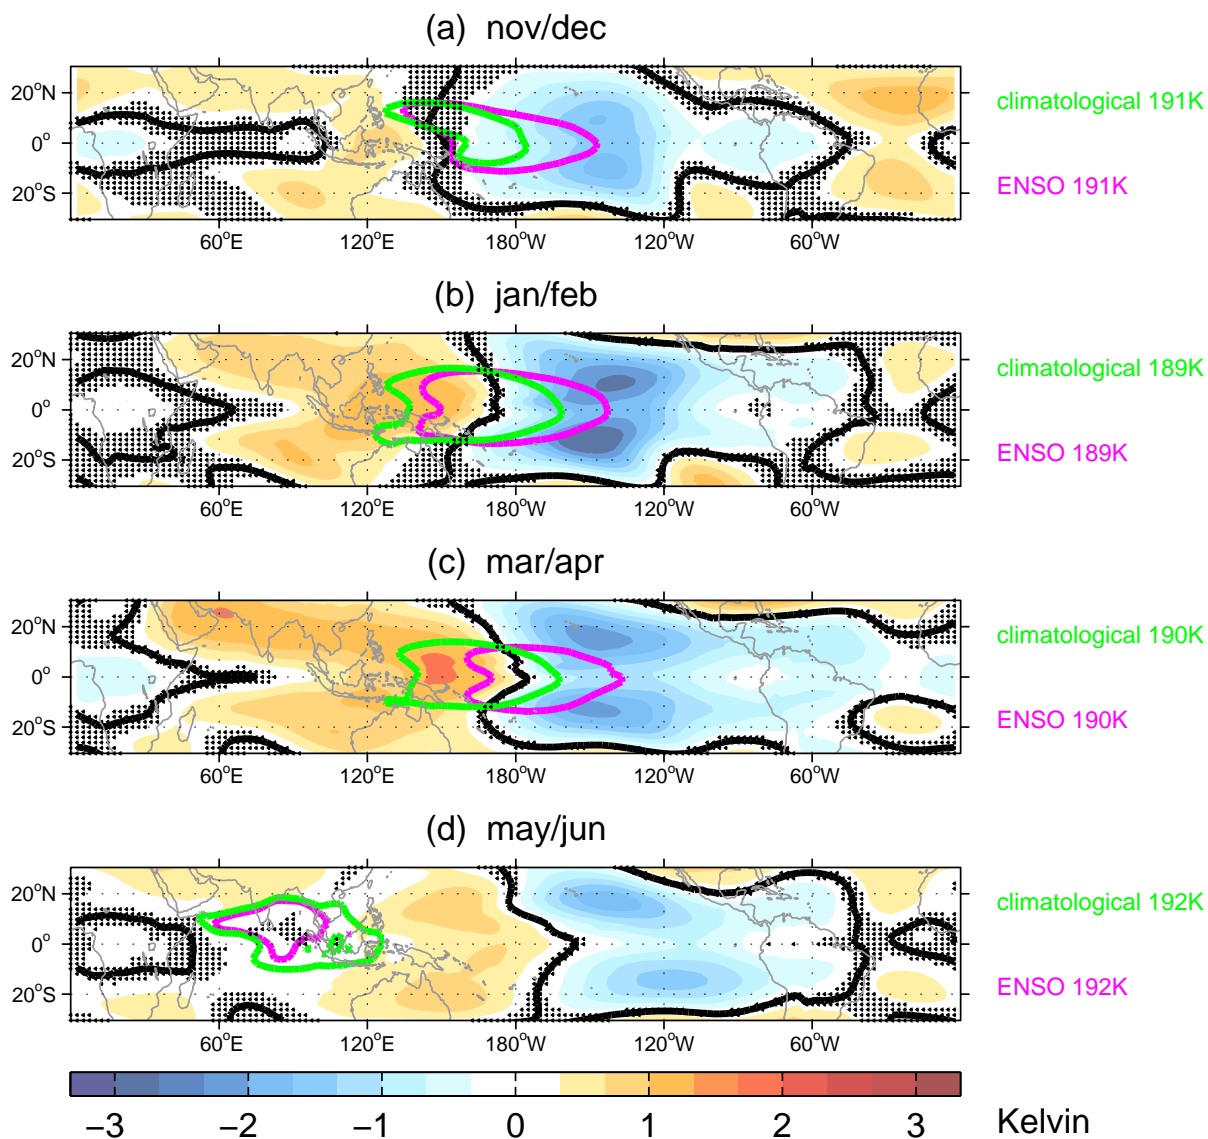 (a) nov/dec
20°N
0°
20°S
climatological 191K
ENSO 191K
60°E 120°E 180°W 120°W 60°W
(b) jan/feb
20°N
0°
20°S
climatological 189K
ENSO 189K
60°E 120°E 180°W 120°W 60°W
(c) mar/apr
20°N
0°
20°S
climatological 190K
ENSO 190K
60°E 120°E 180°W 120°W 60°W
(d) may/jun
20°N
0°
20°S
climatological 192K
ENSO 192K
60°E 120°E 180°W 120°W 60°W
−3 −2 −1 0 1 2 3 Kelvin